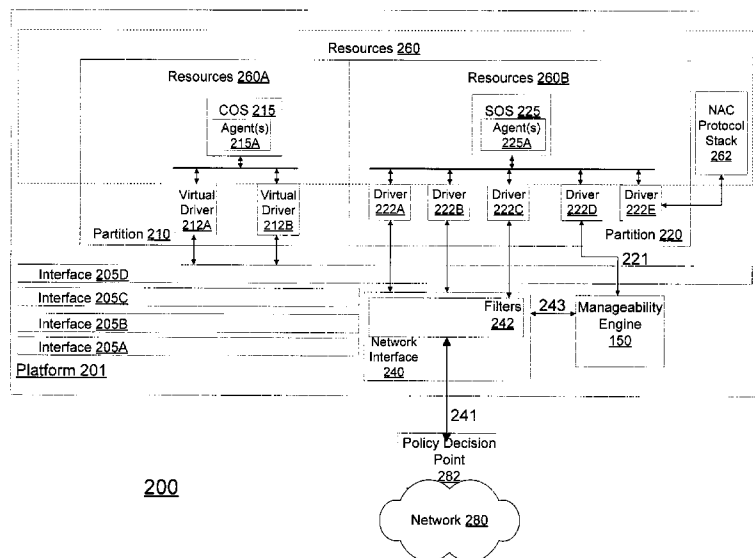 Resources 260
Resources 260A
Resources 260B
COS 215
Agent(s)
215A
SOS 225
Agent(s)
225A
NAC
Protocol
Stack
262
Virtual
Driver
212A
Virtual
Driver
212B
Driver
222A
Driver
222B
Driver
222C
Driver
222D
Driver
222E
Partition 210
Partition 220
221
Interface 205D
Interface 205C
Interface 205B
Interface 205A
Filters
242
243
Manageability
Engine
150
Network
Interface
240
Platform 201
241
Policy Decision
Point
282
200
Network 280